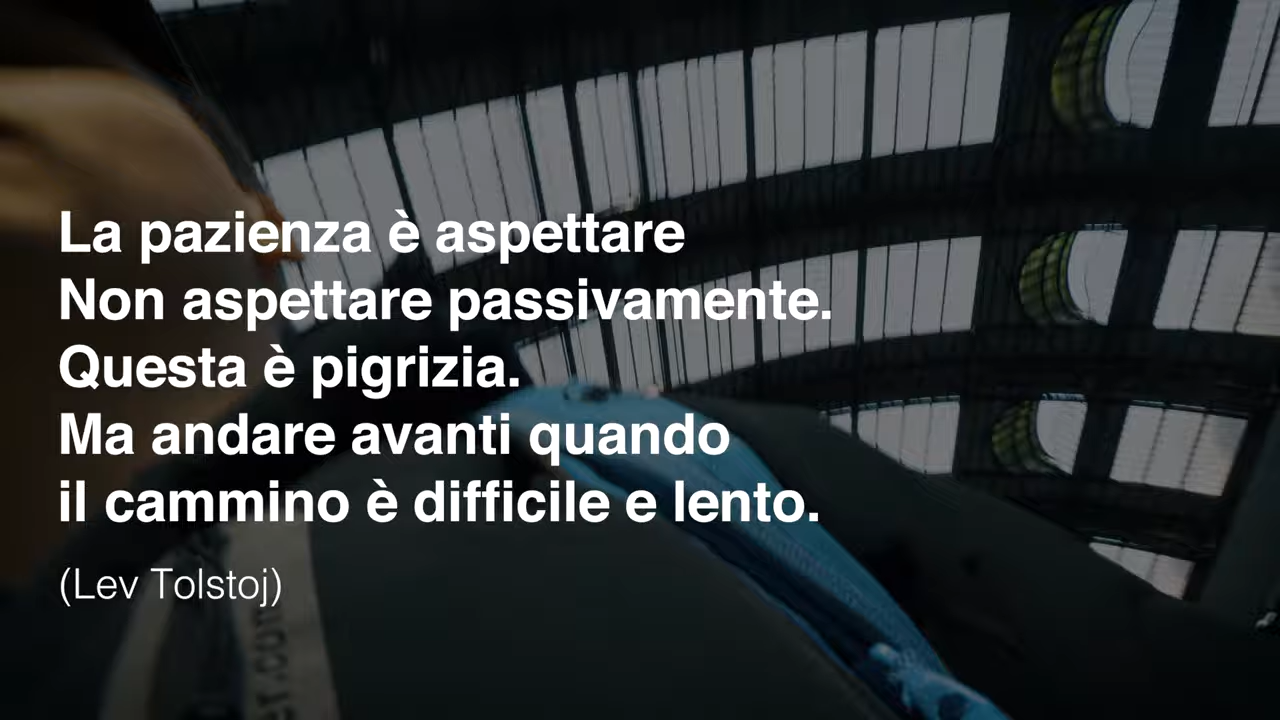 La pazienza è aspettare
Non aspettare passivamente.
Questa è pigrizia.
Ma andare avanti quando
il cammino è difficile e lento.
(Lev Tolstoj)